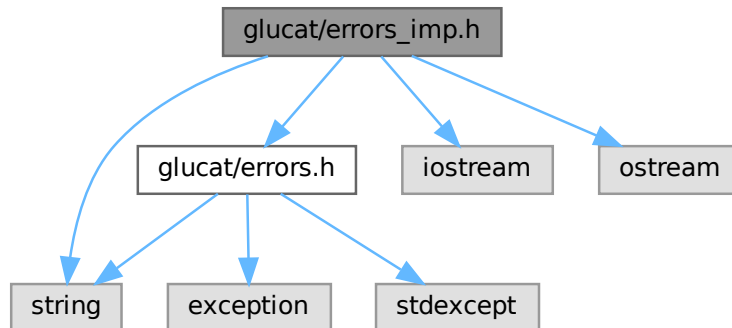 glucat/errors_imp.h
glucat/errors.h
iostream
ostream
string
exception
stdexcept